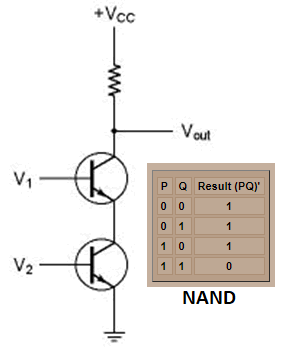 +Vcc
Vout
V1
V2
P Q Result (PQ)'
0 0 1
0 1 1
1 0 1
1 1 0
NAND